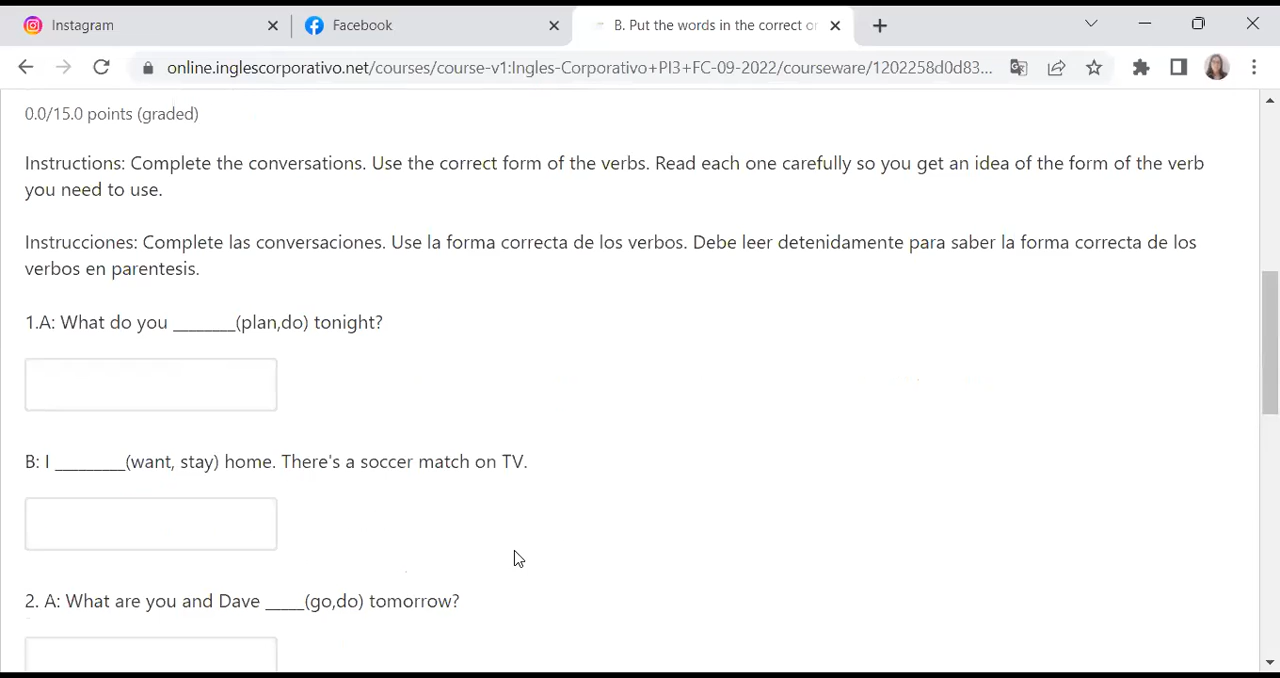 Instagram
Facebook
B. Put the words in the correct or
online.inglescorporativo.net/courses/course-v1:Ingles-Corporativo+PI3+FC-09-2022/courseware/1202258d0d83...
0.0/15.0 points (graded)
Instructions: Complete the conversations. Use the correct form of the verbs. Read each one carefully so you get an idea of the form of the verb
you need to use.
Instrucciones: Complete las conversaciones. Use la forma correcta de los verbos. Debe leer detenidamente para saber la forma correcta de los
verbos en parentesis.
1.A: What do you ________(plan,do) tonight?
B: I _________(want, stay) home. There's a soccer match on TV.
2. A: What are you and Dave _____(go,do) tomorrow?